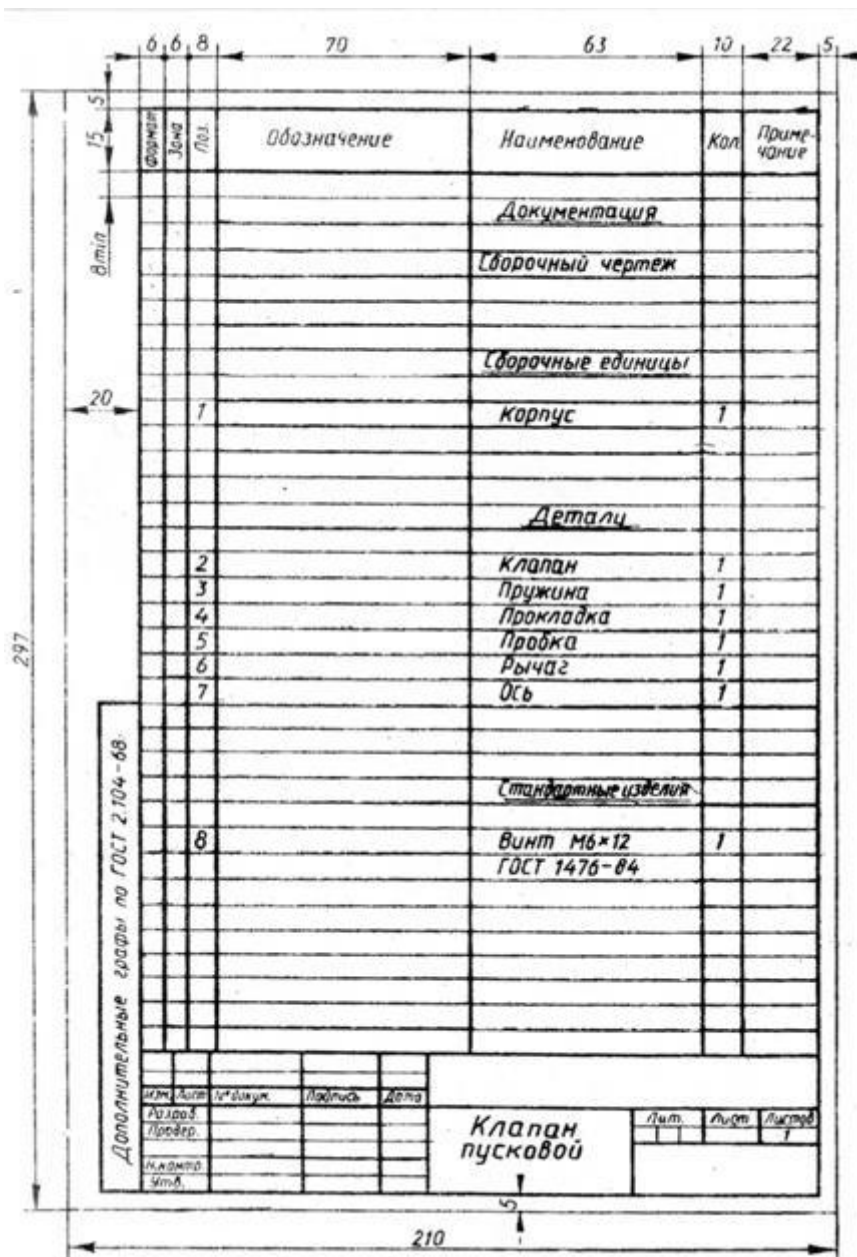 6 6 8 70 63 10 22 5
5
15
Формат Зона Поз. Обозначение Наименование Кол. Приме-
чание
8min
Документация
Сборочный чертеж
Сборочные единицы
20
1 Корпус 1
Детали
2 Клапан 1
3 Пружина 1
4 Прокладка 1
5 Пробка 1
6 Рычаг 1
7 Ось 1
297
Стандартные изделия
8 Винт М6×12 1
ГОСТ 1476-84
Дополнительные графы по ГОСТ 2.104-68.
Изм. Лист № докум. Подпись Дата
Разраб.
Провер.
Н.контр.
Утв.
Клапан
пусковой
Лит. Лист Листов
1
5
210